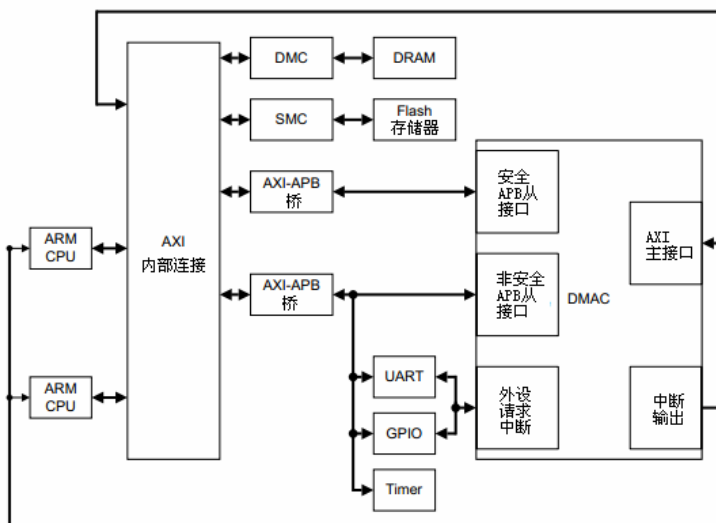 DMC
DRAM
SMC
Flash
存储器
AXI-APB
桥
安全
APB从
接口
AXI
主接口
ARM
CPU
AXI
内部连接
AXI-APB
桥
非安全
APB从
接口
DMAC
ARM
CPU
UART
GPIO
Timer
外设
请求
中断
中断
输出